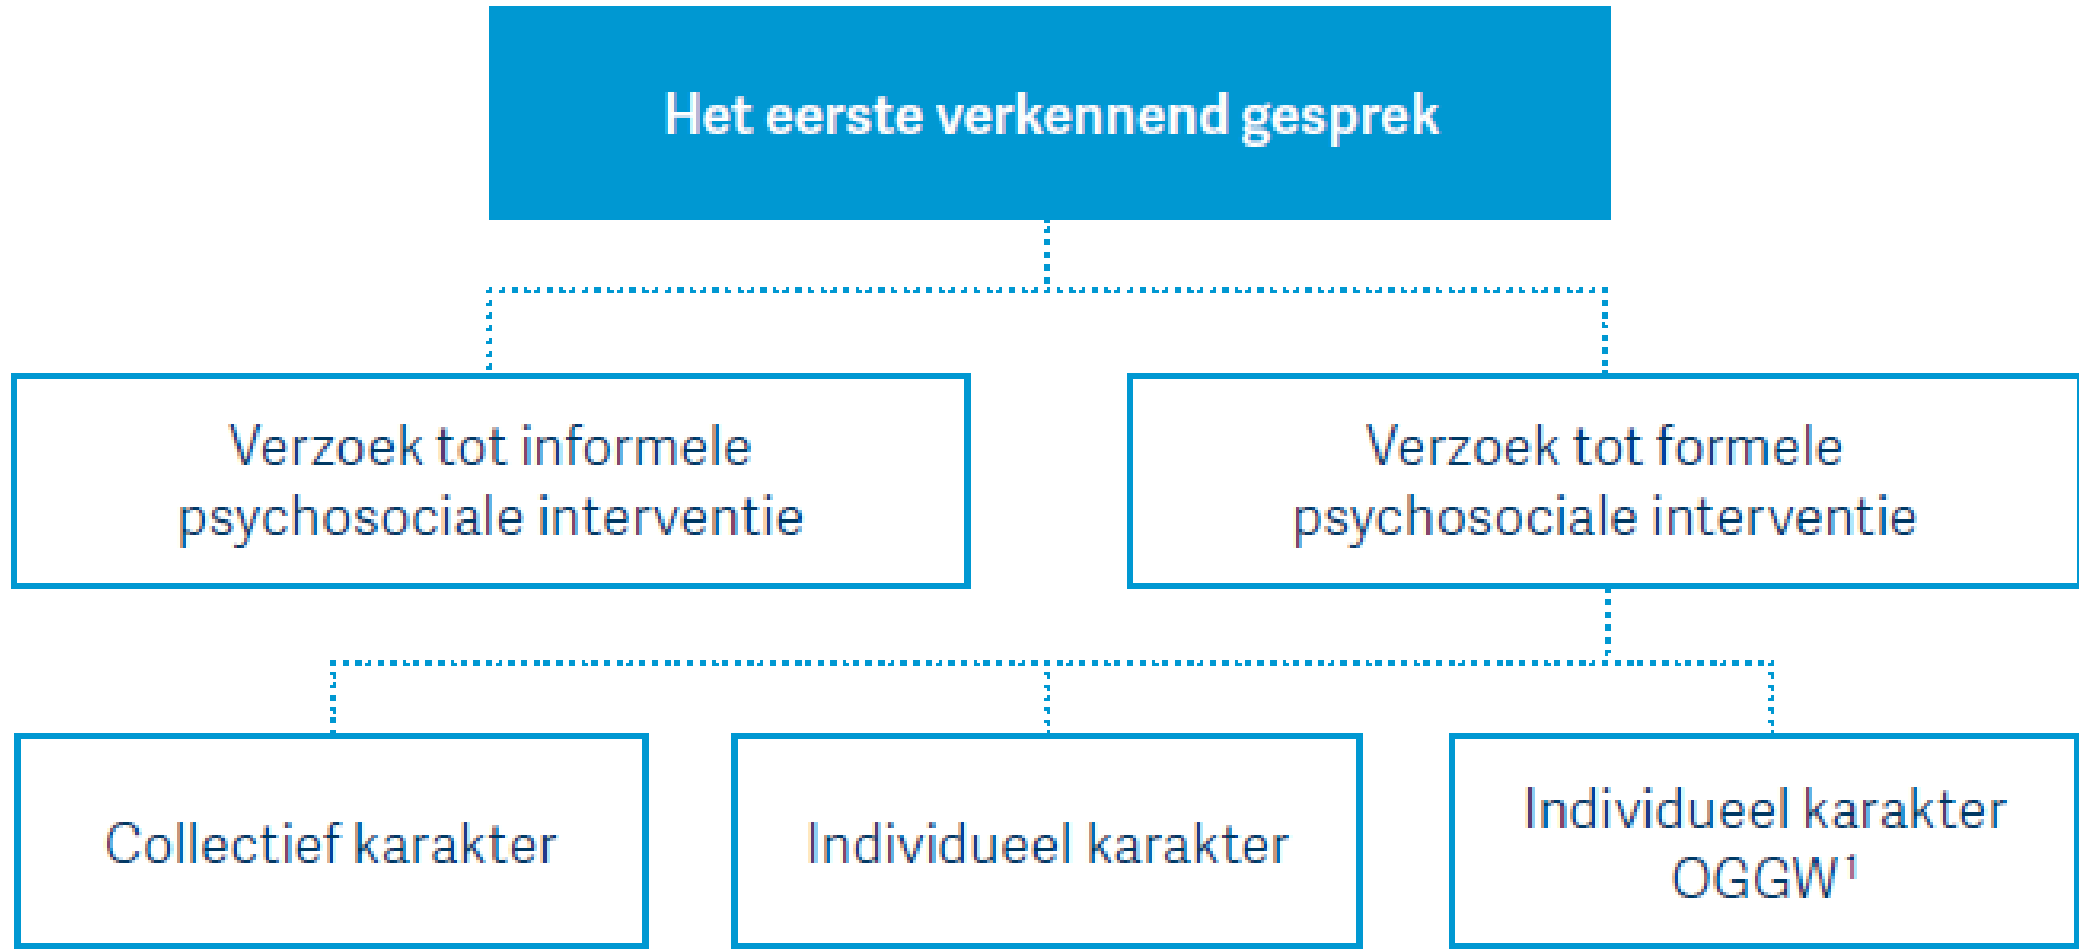 Het eerste verkennend gesprek
Verzoek tot informele
psychosociale interventie
Verzoek tot formele
psychosociale interventie
Collectief karakter
Individueel karakter
Individueel karakter
OGGW¹